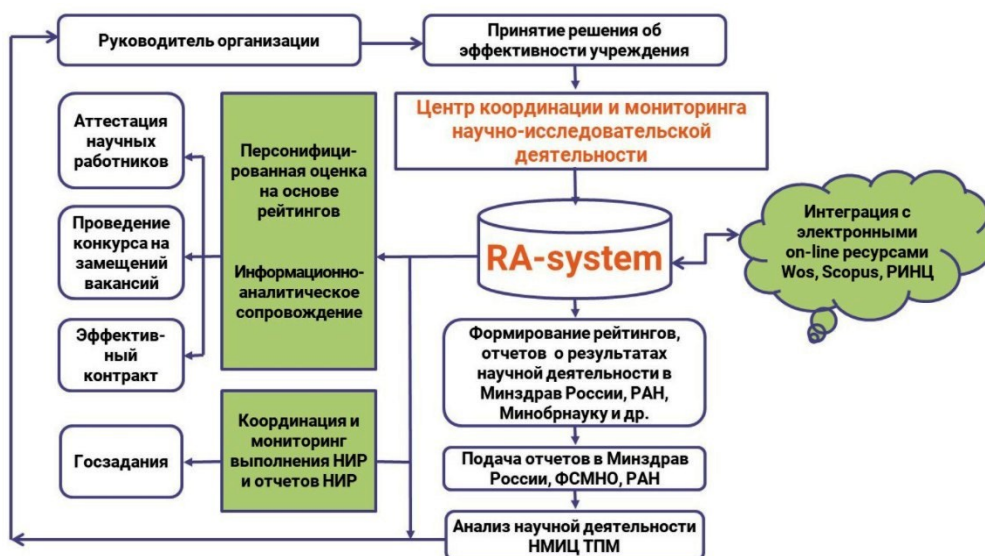 Руководитель организации
Принятие решения об
эффективности учреждения
Центр координации и мониторинга
научно-исследовательской
деятельности
Аттестация
научных
работников
Проведение
конкурса на
замещений
вакансий
Эффектив-
ный
контракт
Персонифици-
рованная оценка
на основе
рейтингов
Информационно-
аналитическое
сопровождение
RA-system
Интеграция с
электронными
on-line ресурсами
Wos, Scopus, РИНЦ
Формирование рейтингов,
отчетов о результатах
научной деятельности в
Минздрав России, РАН,
Минобрнауку и др.
Госзадания
Координация и
мониторинг
выполнения НИР
и отчетов НИР
Подача отчетов в Минздрав
России, ФСМНО, РАН
Анализ научной деятельности
НМИЦ ТПМ